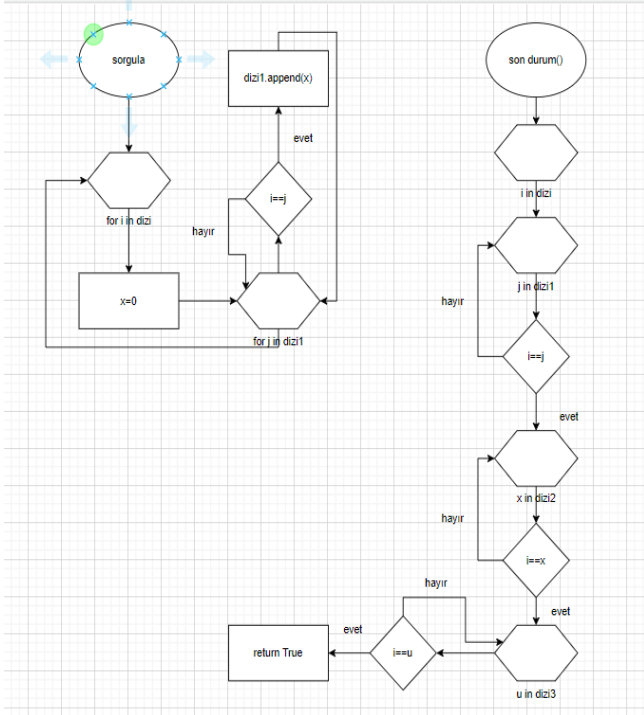 sorgula
for i in dizi
x=0
for j in dizi1
hayır
i==j
evet
dizi1.append(x)
son durum()
i in dizi
j in dizi1
hayır
i==j
evet
x in dizi2
hayır
i==x
evet
u in dizi3
hayır
i==u
evet
return True